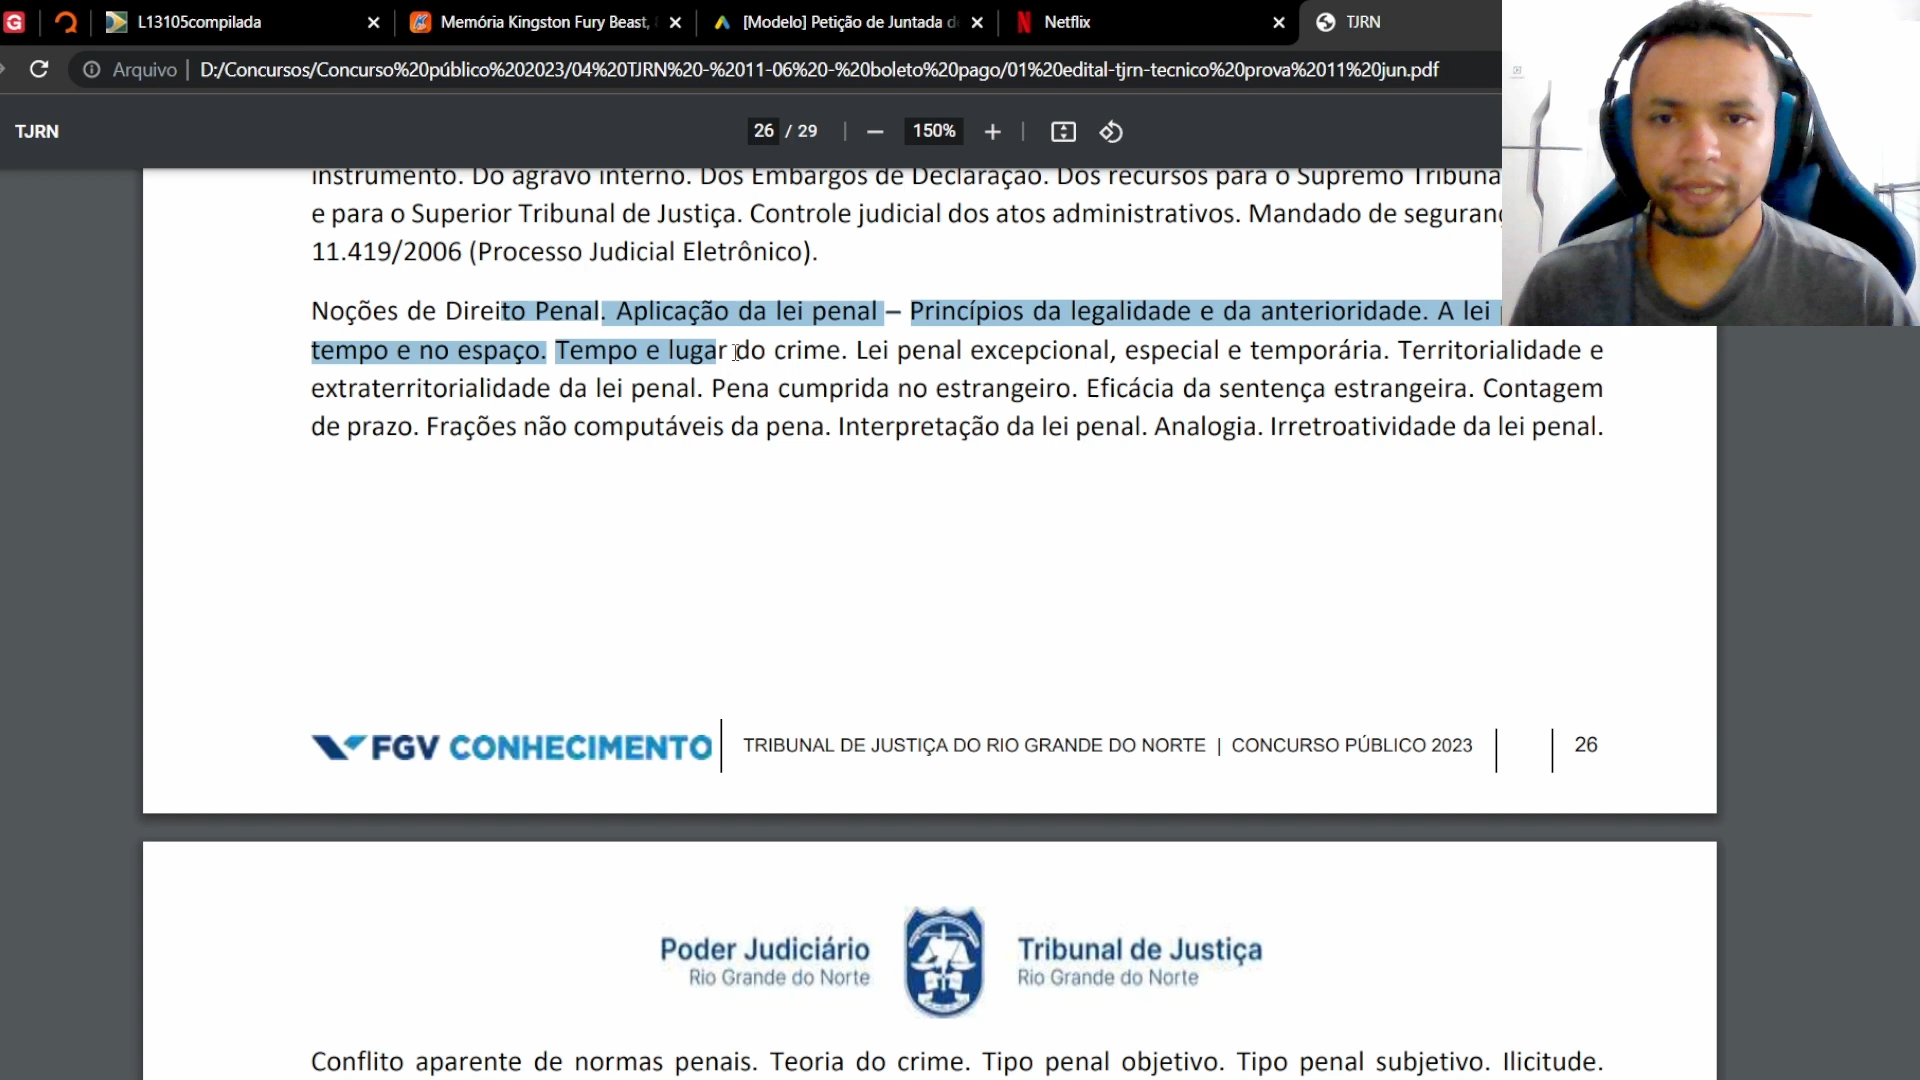 L13105compilada
Memória Kingston Fury Beast,
[Modelo] Petição de Juntada d
Netflix
TJRN
Arquivo
D:/Concursos/Concurso%20público%202023/04%20TJRN%20-%2011-06%20-%20boleto%20pago/01%20edital-tjrn-tecnico%20prova%2011%20jun.pdf
TJRN
26 / 29
150%
instrumento. Do agravo interno. Dos Embargos de Declaração. Dos recursos para o Supremo Tribuna
e para o Superior Tribunal de Justiça. Controle judicial dos atos administrativos. Mandado de seguranç
11.419/2006 (Processo Judicial Eletrônico).
Noções de Direito Penal. Aplicação da lei penal – Princípios da legalidade e da anterioridade. A lei
tempo e no espaço. Tempo e lugar do crime. Lei penal excepcional, especial e temporária. Territorialidade e
extraterritorialidade da lei penal. Pena cumprida no estrangeiro. Eficácia da sentença estrangeira. Contagem
de prazo. Frações não computáveis da pena. Interpretação da lei penal. Analogia. Irretroatividade da lei penal.
FGV CONHECIMENTO
TRIBUNAL DE JUSTIÇA DO RIO GRANDE DO NORTE | CONCURSO PÚBLICO 2023
26
Poder Judiciário
Rio Grande do Norte
Tribunal de Justiça
Rio Grande do Norte
Conflito aparente de normas penais. Teoria do crime. Tipo penal objetivo. Tipo penal subjetivo. Ilicitude.